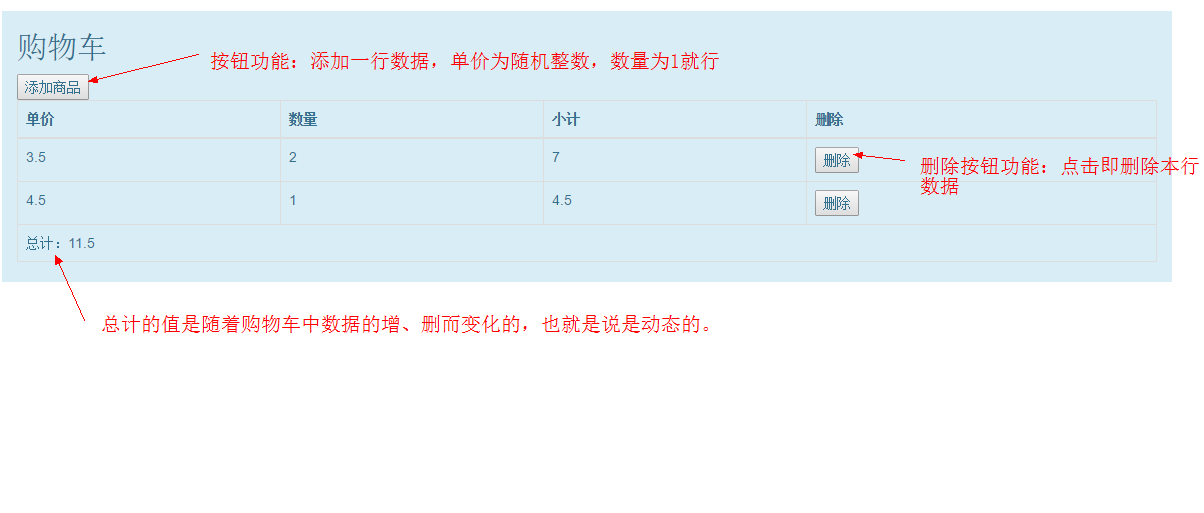 购物车
按钮功能：添加一行数据，单价为随机整数，数量为1就行
添加商品
单价 数量 小计 删除
3.5 2 7 删除
删除按钮功能：点击即删除本行
数据
4.5 1 4.5 删除
总计：11.5
总计的值是随着购物车中数据的增、删而变化的，也就是说是动态的。